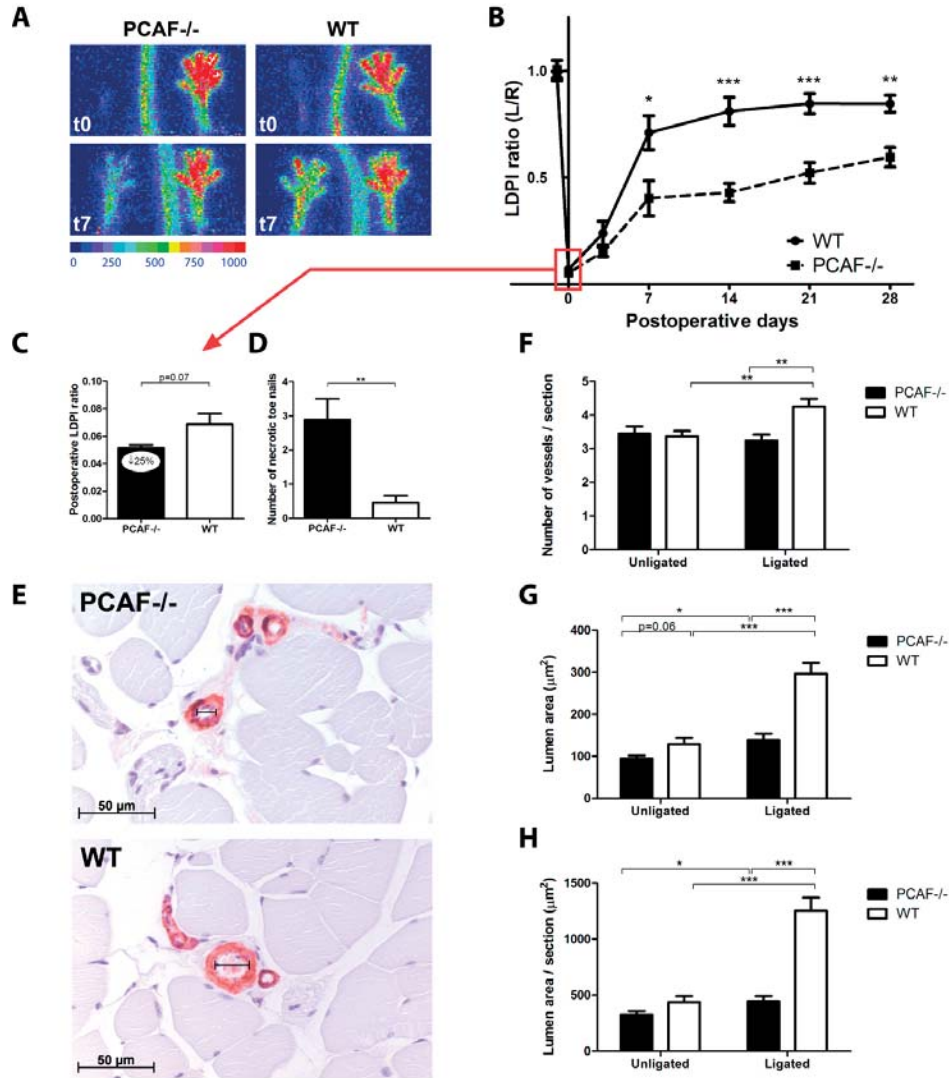 A
PCAF-/-
WT
t0
t0
t7
t7
0 250 500 750 1000
B
LDPI ratio (L/R)
1.0
0.5
*
***
***
**
WT
PCAF-/-
0 7 14 21 28
Postoperative days
C
Postoperative LDPI ratio
0.10
0.08
0.06
0.04
0.02
0.00
p=0.07
↓25%
PCAF-/- WT
D
Number of necrotic toe nails
4
3
2
1
0
**
PCAF-/- WT
E
PCAF-/-
50 µm
WT
50 µm
F
Number of vessels / section
5
4
3
2
1
0
**
**
PCAF-/-
WT
Unligated Ligated
G
Lumen area (µm²)
400
300
200
100
0
* ***
p=0.06 ***
PCAF-/-
WT
Unligated Ligated
H
Lumen area / section (µm²)
1500
1000
500
0
* ***
***
PCAF-/-
WT
Unligated Ligated